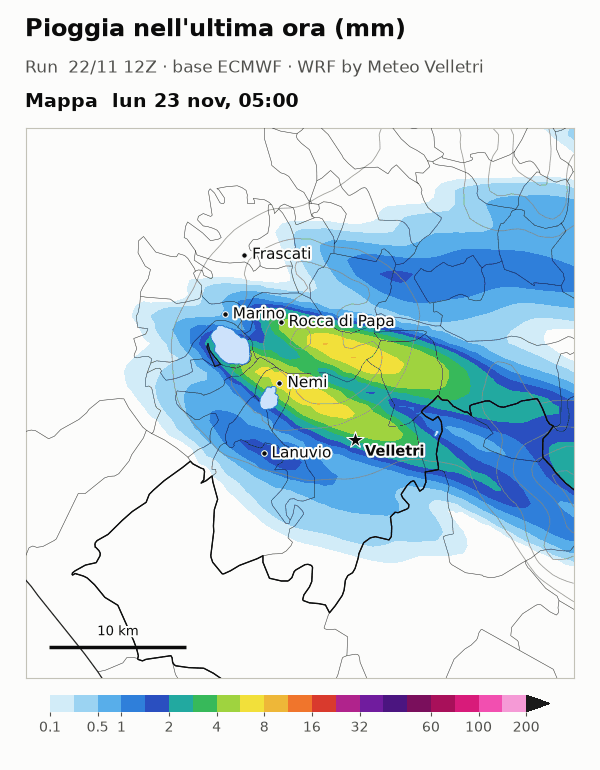 Pioggia nell'ultima ora (mm)
Run  22/11 12Z · base ECMWF · WRF by Meteo Velletri
Mappa  lun 23 nov, 05:00
Frascati
Marino
Rocca di Papa
Nemi
Velletri
Lanuvio
10 km
0.1 0.5 1 2 4 8 16 32 60 100 200